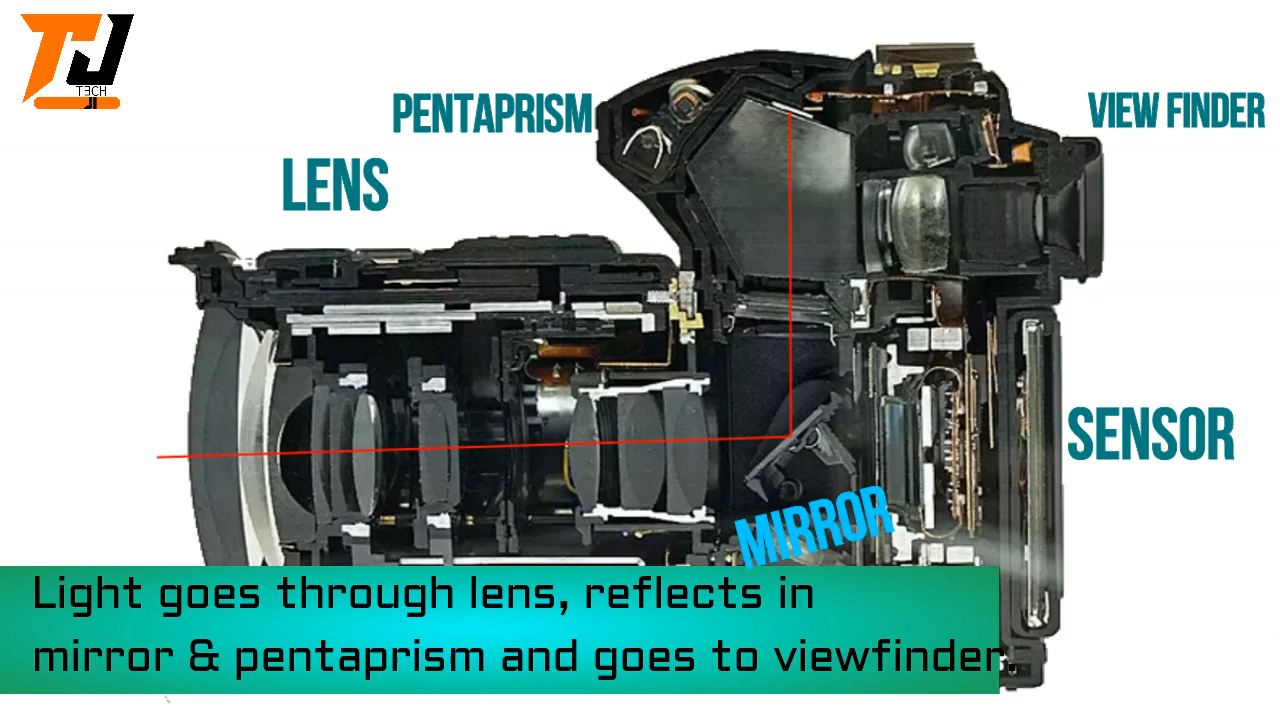 TJ
TECH
PENTAPRISM
VIEW FINDER
LENS
SENSOR
MIRROR
Light goes through lens, reflects in
mirror & pentaprism and goes to viewfinder.